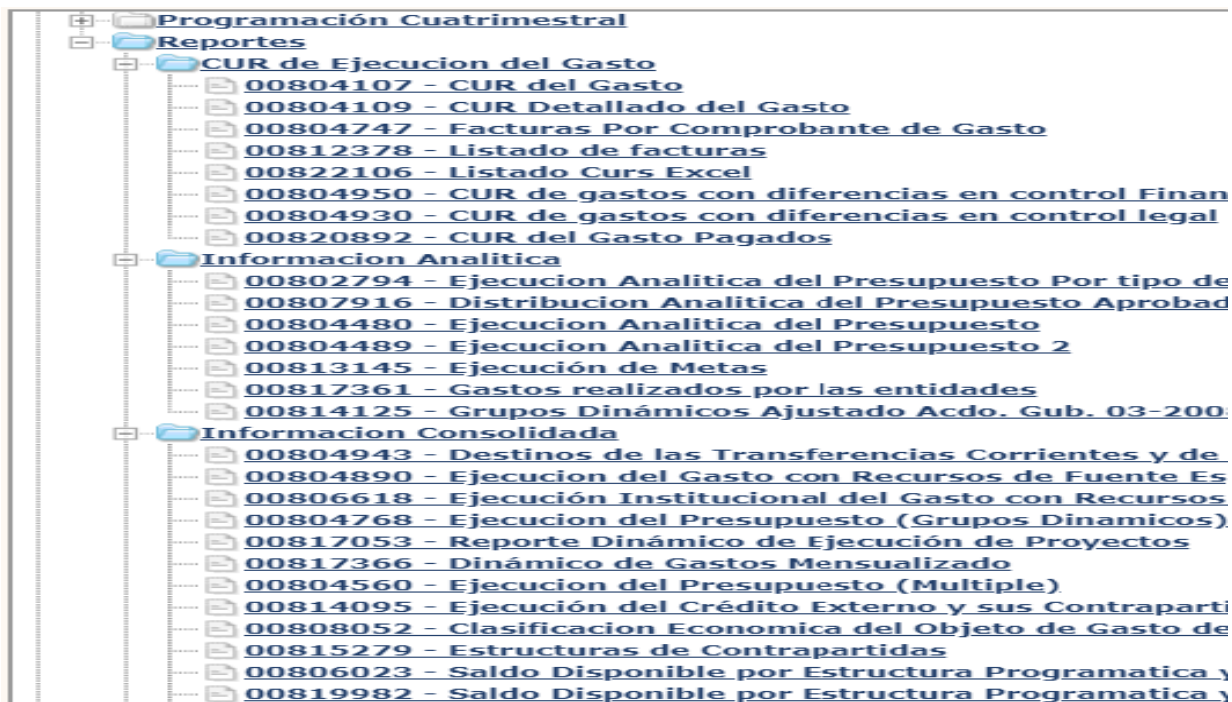 Programación Cuatrimestral
Reportes
CUR de Ejecucion del Gasto
00804107 - CUR del Gasto
00804109 - CUR Detallado del Gasto
00804747 - Facturas Por Comprobante de Gasto
00812378 - Listado de facturas
00822106 - Listado Curs Excel
00804950 - CUR de gastos con diferencias en control Finan
00804930 - CUR de gastos con diferencias en control legal
00820892 - CUR del Gasto Pagados
Informacion Analitica
00802794 - Ejecucion Analitica del Presupuesto Por tipo de
00807916 - Distribucion Analitica del Presupuesto Aprobad
00804480 - Ejecucion Analitica del Presupuesto
00804489 - Ejecucion Analitica del Presupuesto 2
00813145 - Ejecución de Metas
00817361 - Gastos realizados por las entidades
00814125 - Grupos Dinámicos Ajustado Acdo. Gub. 03-200
Informacion Consolidada
00804943 - Destinos de las Transferencias Corrientes y de
00804890 - Ejecucion del Gasto con Recursos de Fuente Es
00806618 - Ejecución Institucional del Gasto con Recursos
00804768 - Ejecucion del Presupuesto (Grupos Dinamicos)
00817053 - Reporte Dinámico de Ejecución de Proyectos
00817366 - Dinámico de Gastos Mensualizado
00804560 - Ejecucion del Presupuesto (Multiple)
00814095 - Ejecución del Crédito Externo y sus Contraparti
00808052 - Clasificacion Economica del Objeto de Gasto de
00815279 - Estructuras de Contrapartidas
00806023 - Saldo Disponible por Estructura Programatica y
00819982 - Saldo Disponible por Estructura Programatica y